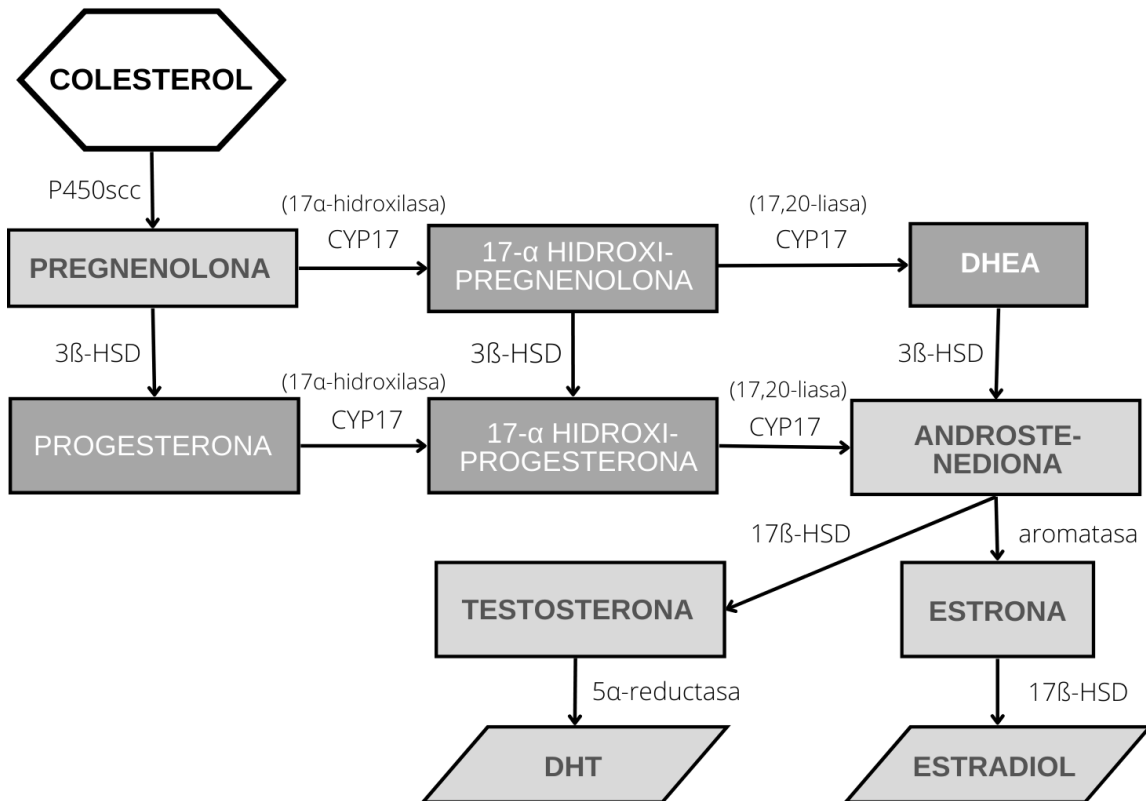 COLESTEROL
P450scc
(17α-hidroxilasa)
CYP17
(17,20-liasa)
CYP17
PREGNENOLONA
17-α HIDROXI-
PREGNENOLONA
DHEA
3ß-HSD
3ß-HSD
3ß-HSD
(17α-hidroxilasa)
CYP17
(17,20-liasa)
CYP17
PROGESTERONA
17-α HIDROXI-
PROGESTERONA
ANDROSTE-
NEDIONA
17ß-HSD
aromatasa
TESTOSTERONA
ESTRONA
5α-reductasa
17ß-HSD
DHT
ESTRADIOL